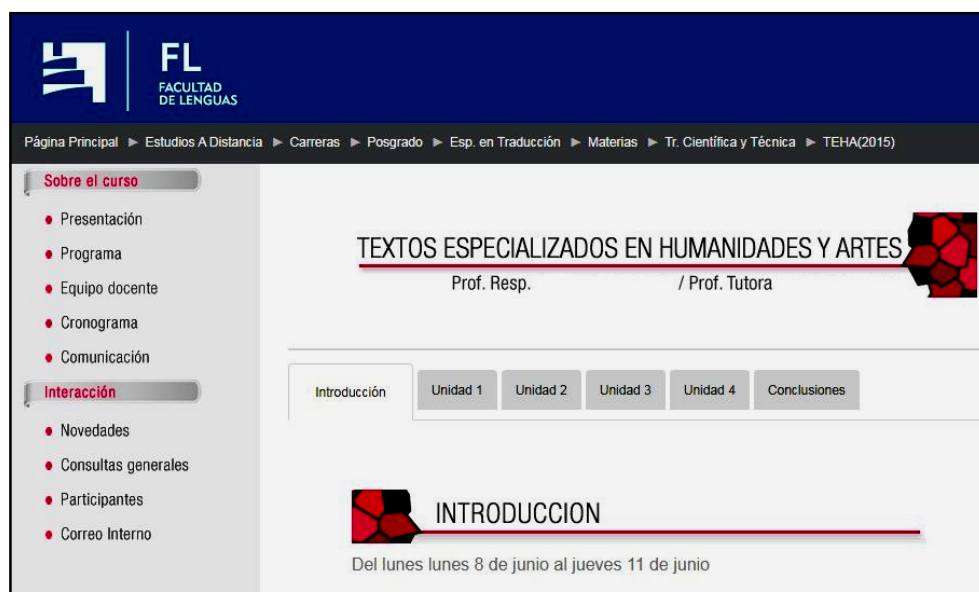 FL
FACULTAD
DE LENGUAS
Página Principal ► Estudios A Distancia ► Carreras ► Posgrado ► Esp. en Traducción ► Materias ► Tr. Científica y Técnica ► TEHA(2015)
Sobre el curso
Presentación
Programa
Equipo docente
Cronograma
Comunicación
Interacción
Novedades
Consultas generales
Participantes
Correo Interno
TEXTOS ESPECIALIZADOS EN HUMANIDADES Y ARTES
Prof. Resp. / Prof. Tutora
Introducción Unidad 1 Unidad 2 Unidad 3 Unidad 4 Conclusiones
INTRODUCCION
Del lunes lunes 8 de junio al jueves 11 de junio